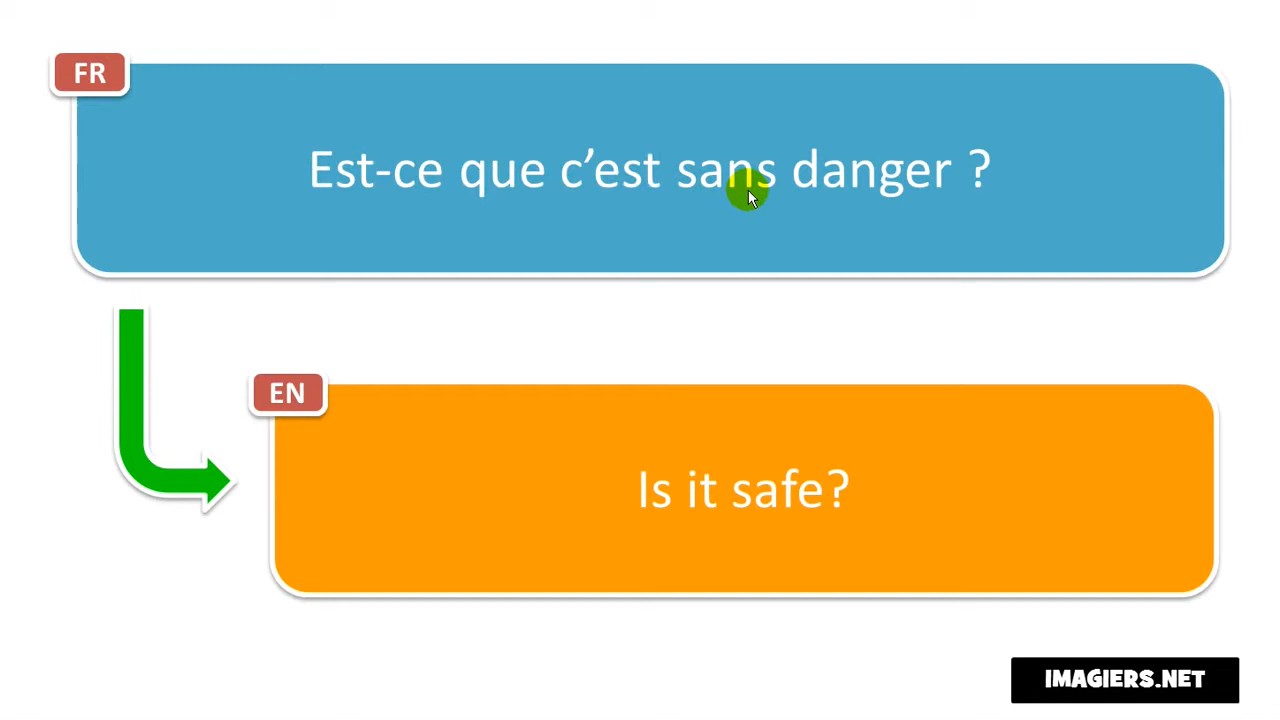 FR
Est-ce que c’est sans danger ?
EN
Is it safe?
IMAGIERS.NET